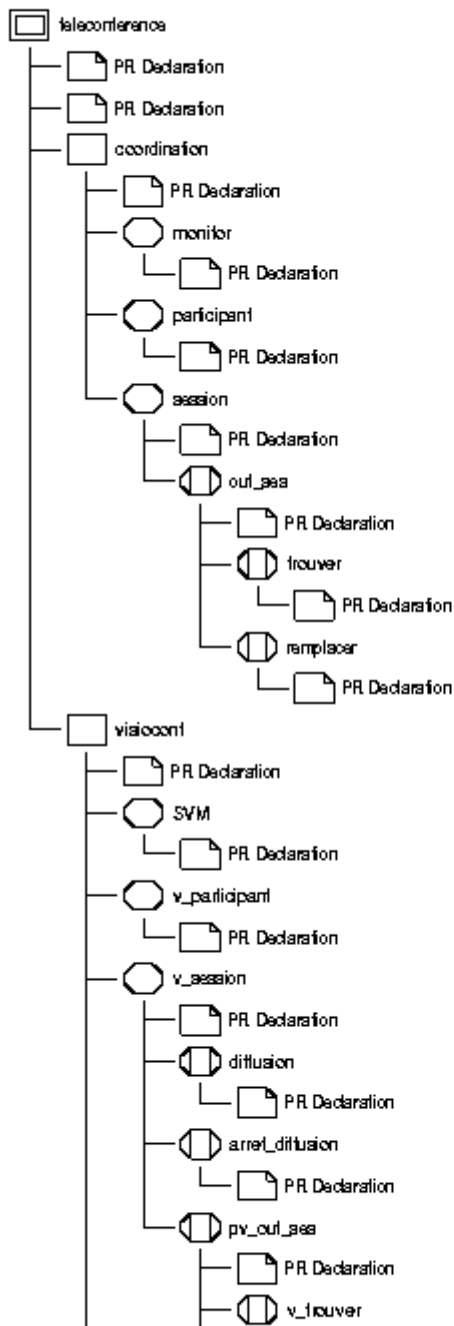 teleconference
PR Declaration
PR Declaration
coordination
PR Declaration
monitor
PR Declaration
participant
PR Declaration
session
PR Declaration
out_ses
PR Declaration
trouver
PR Declaration
remplacer
PR Declaration
visioconf
PR Declaration
SVM
PR Declaration
v_participant
PR Declaration
v_session
PR Declaration
diffusion
PR Declaration
arret_diffusion
PR Declaration
pv_out_ses
PR Declaration
v_trouver